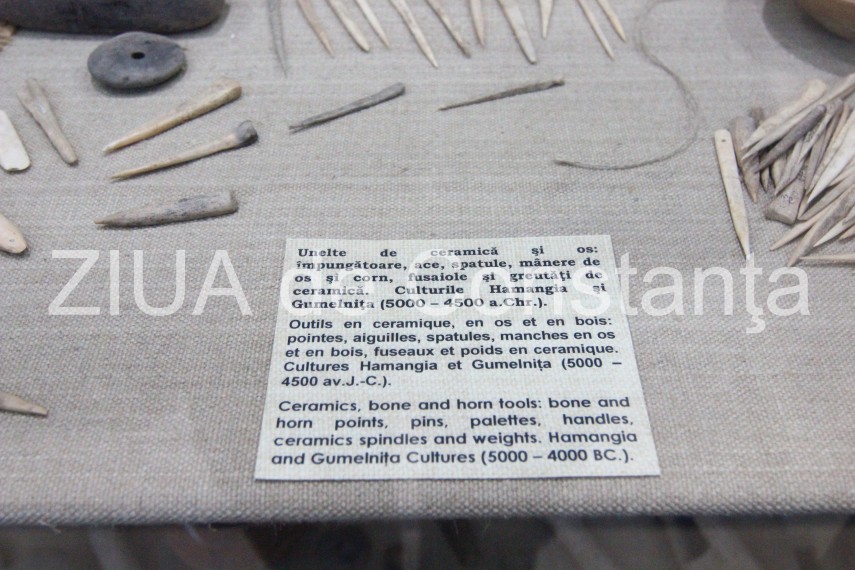 Unelte de ceramică şi os:
împungătoare, ace, spatule, mânere de
os şi corn, fusaiole şi greutăţi de
ceramică. Culturile Hamangia şi
Gumelniţa (5000 – 4500 a.Chr.).
Outils en ceramique, en os et en bois:
pointes, aiguilles, spatules, manches en os
et en bois, fuseaux et poids en ceramique.
Cultures Hamangia et Gumelniţa (5000 –
4500 av.J.-C.).
Ceramics, bone and horn tools: bone and
horn points, pins, palettes, handles,
ceramics spindles and weights. Hamangia
and Gumelniţa Cultures (5000 – 4000 BC.).
ZIUA de Constanţa